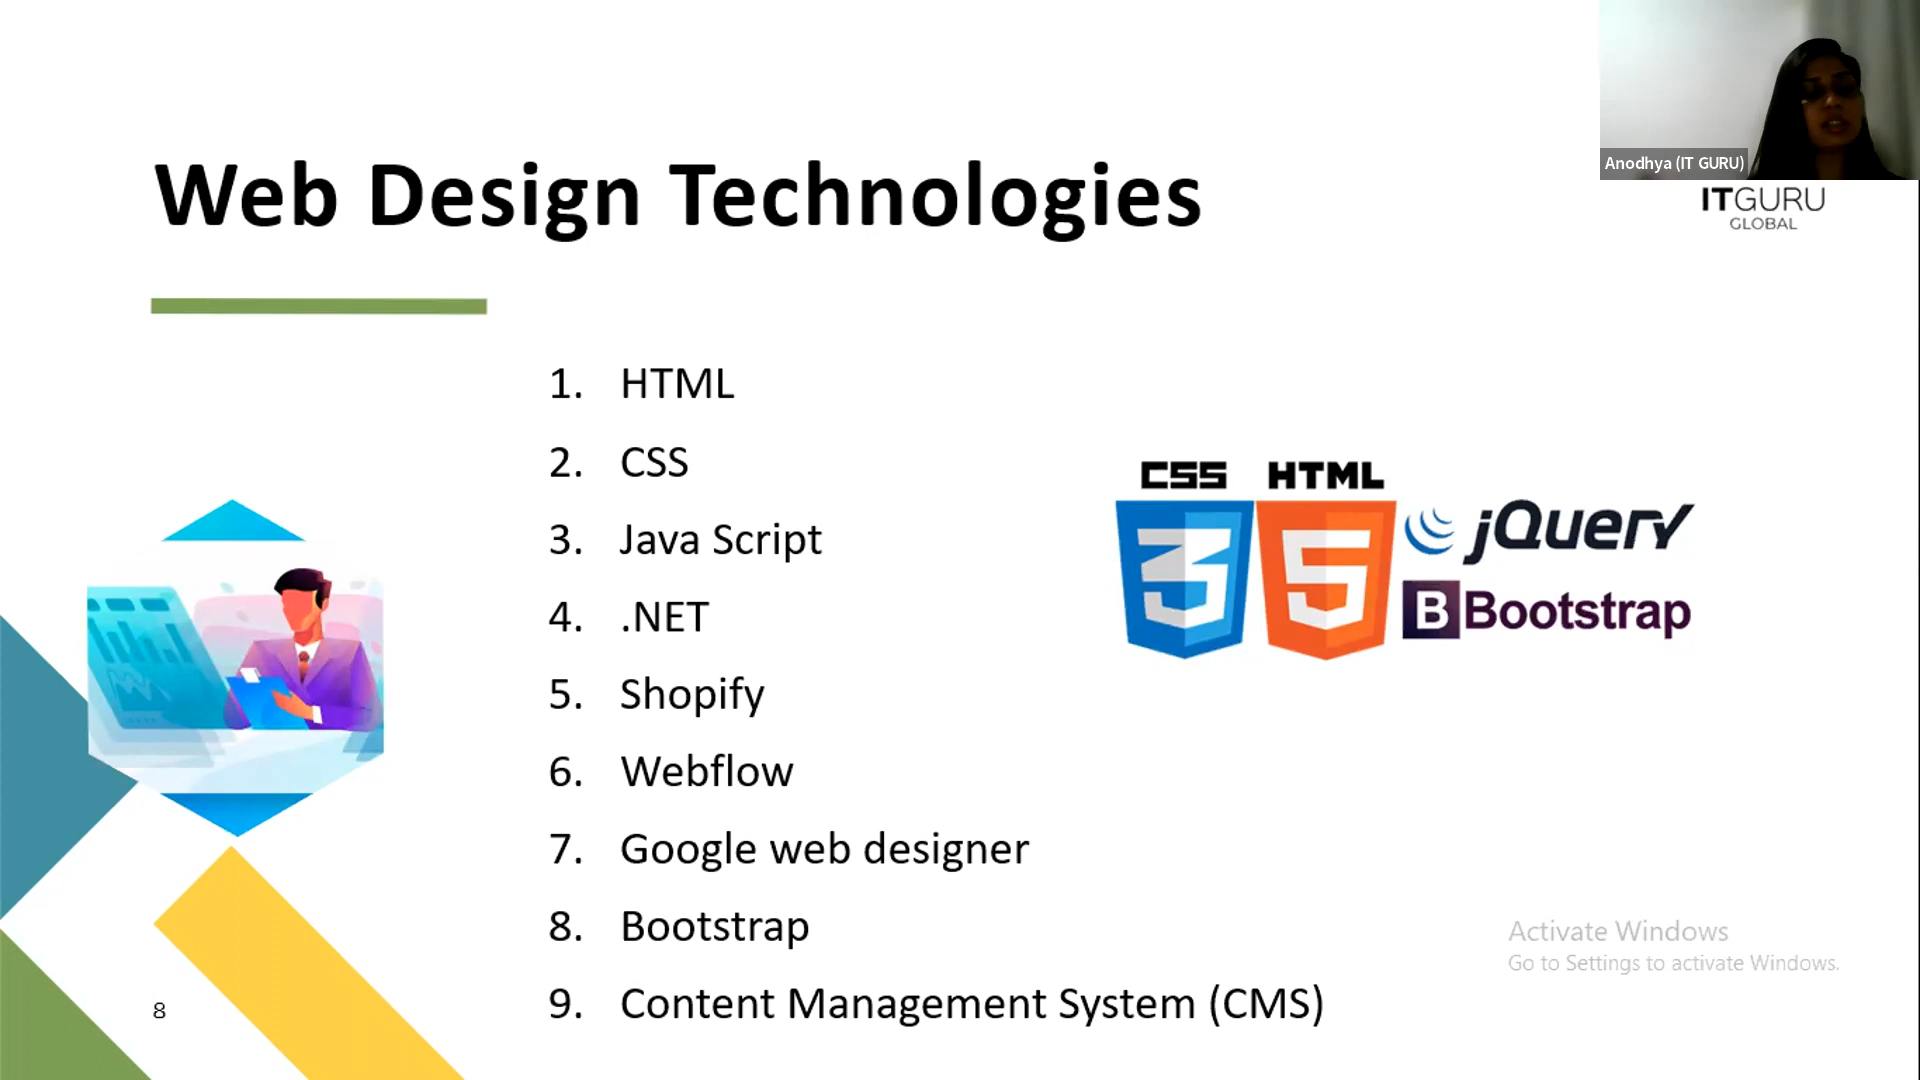 Anodhya (IT GURU)
ITGURU
GLOBAL
Web Design Technologies
1. HTML
2. CSS
3. Java Script
4. .NET
5. Shopify
6. Webflow
7. Google web designer
8. Bootstrap
9. Content Management System (CMS)
CSS HTML
3 5
jQuery
B Bootstrap
Activate Windows
Go to Settings to activate Windows.
8